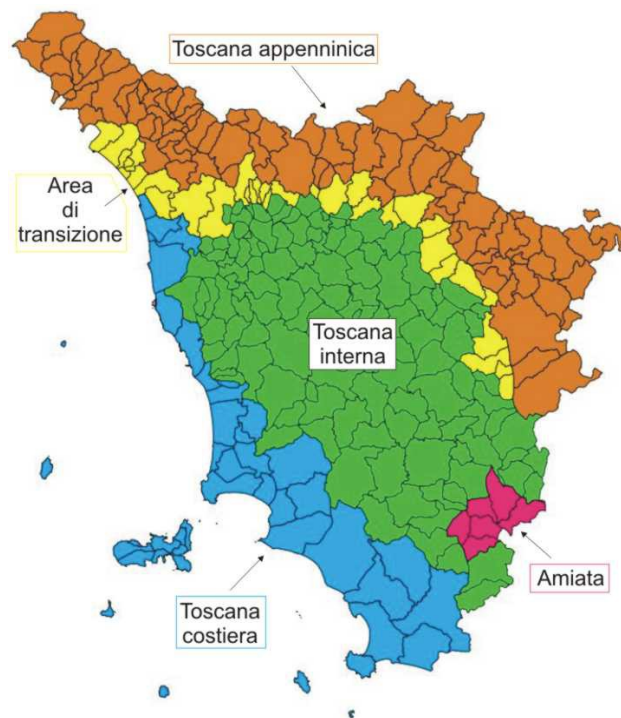 Toscana appenninica
Area
di
transizione
Toscana
interna
Amiata
Toscana
costiera